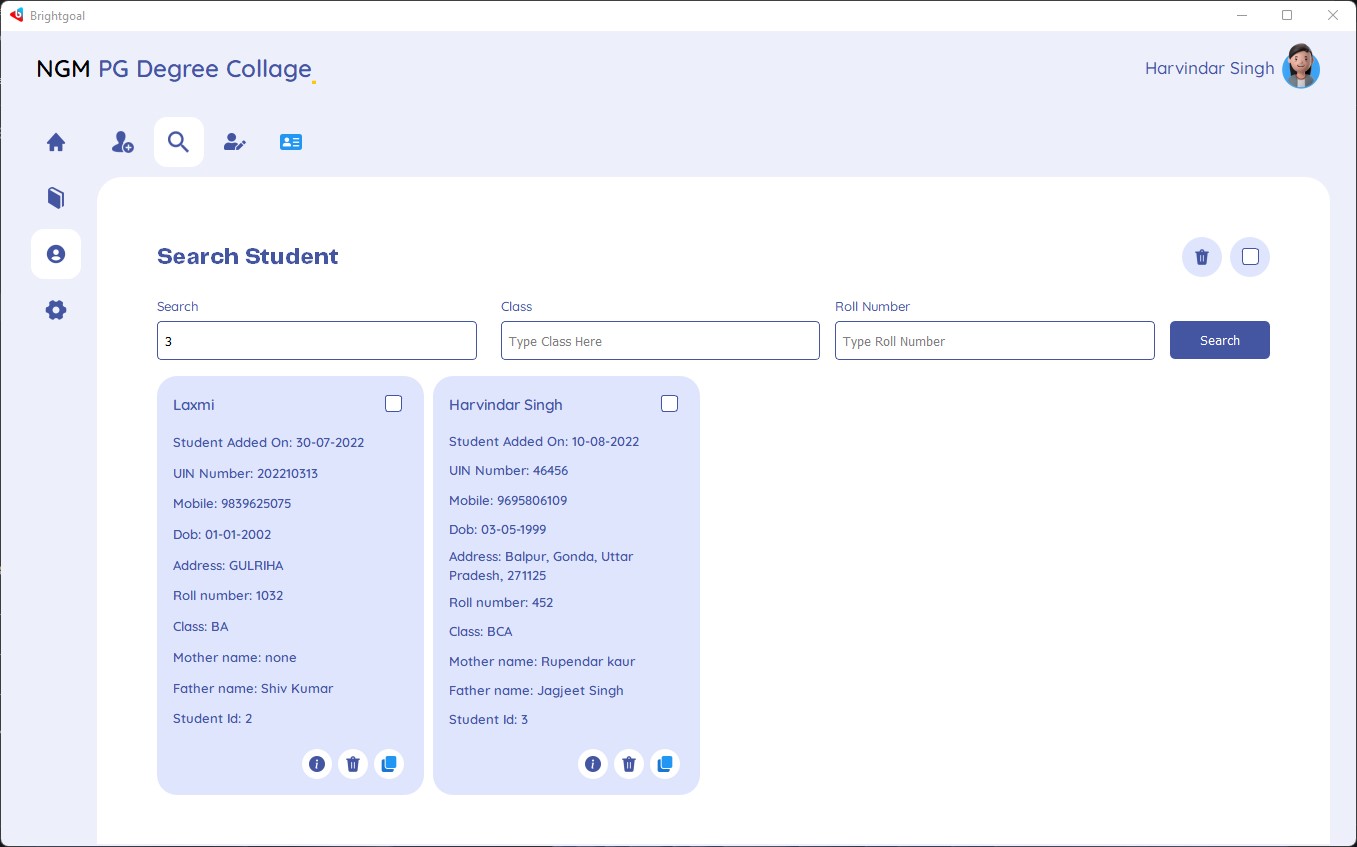 Brightgoal
NGM PG Degree Collage.
Harvindar Singh
Search Student
Search
Class
Roll Number
3
Type Class Here
Type Roll Number
Search
Laxmi
Student Added On: 30-07-2022
UIN Number: 202210313
Mobile: 9839625075
Dob: 01-01-2002
Address: GULRIHA
Roll number: 1032
Class: BA
Mother name: none
Father name: Shiv Kumar
Student Id: 2
Harvindar Singh
Student Added On: 10-08-2022
UIN Number: 46456
Mobile: 9695806109
Dob: 03-05-1999
Address: Balpur, Gonda, Uttar
Pradesh, 271125
Roll number: 452
Class: BCA
Mother name: Rupendar kaur
Father name: Jagjeet Singh
Student Id: 3